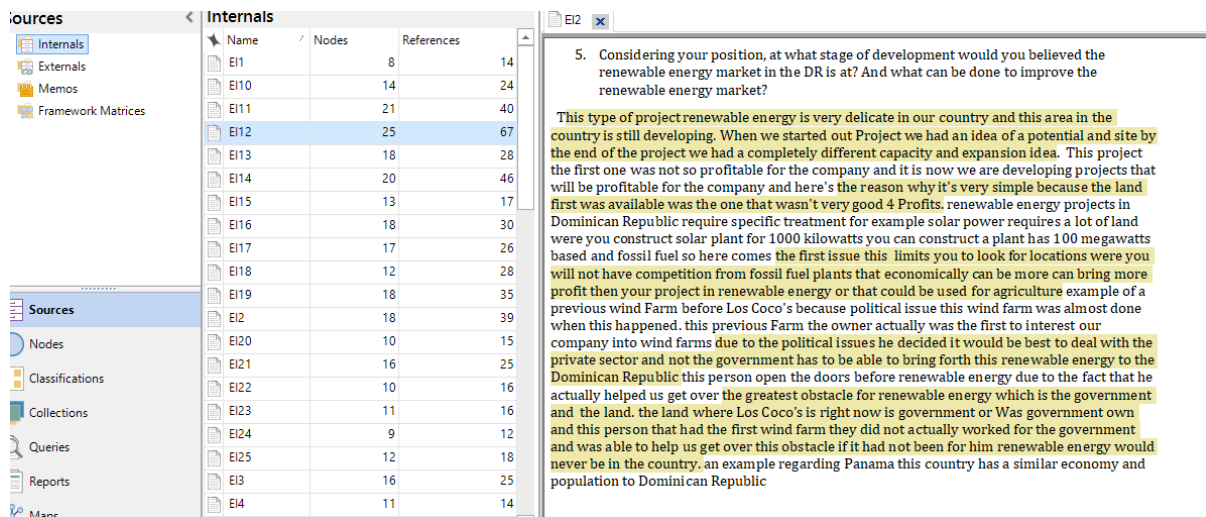 Sources
Internals
Externals
Memos
Framework Matrices
Sources
Nodes
Classifications
Collections
Queries
Reports
Maps
Internals
Name Nodes References
EI1 8 14
EI10 14 24
EI11 21 40
EI12 25 67
EI13 18 28
EI14 20 46
EI15 13 17
EI16 18 30
EI17 17 26
EI18 12 28
EI19 18 35
EI2 18 39
EI20 10 15
EI21 16 25
EI22 10 16
EI23 11 16
EI24 9 12
EI25 12 18
EI3 16 25
EI4 11 14
EI2
5. Considering your position, at what stage of development would you believed the
renewable energy market in the DR is at? And what can be done to improve the
renewable energy market?
This type of project renewable energy is very delicate in our country and this area in the
country is still developing. When we started out Project we had an idea of a potential and site by
the end of the project we had a completely different capacity and expansion idea. This project
the first one was not so profitable for the company and it is now we are developing projects that
will be profitable for the company and here's the reason why it's very simple because the land
first was available was the one that wasn't very good 4 Profits. renewable energy projects in
Dominican Republic require specific treatment for example solar power requires a lot of land
were you construct solar plant for 1000 kilowatts you can construct a plant has 100 megawatts
based and fossil fuel so here comes the first issue this limits you to look for locations were you
will not have competition from fossil fuel plants that economically can be more can bring more
profit then your project in renewable energy or that could be used for agriculture example of a
previous wind Farm before Los Coco's because political issue this wind farm was almost done
when this happened. this previous Farm the owner actually was the first to interest our
company into wind farms due to the political issues he decided it would be best to deal with the
private sector and not the government has to be able to bring forth this renewable energy to the
Dominican Republic this person open the doors before renewable energy due to the fact that he
actually helped us get over the greatest obstacle for renewable energy which is the government
and the land. the land where Los Coco's is right now is government or Was government own
and this person that had the first wind farm they did not actually worked for the government
and was able to help us get over this obstacle if it had not been for him renewable energy would
never be in the country. an example regarding Panama this country has a similar economy and
population to Dominican Republic